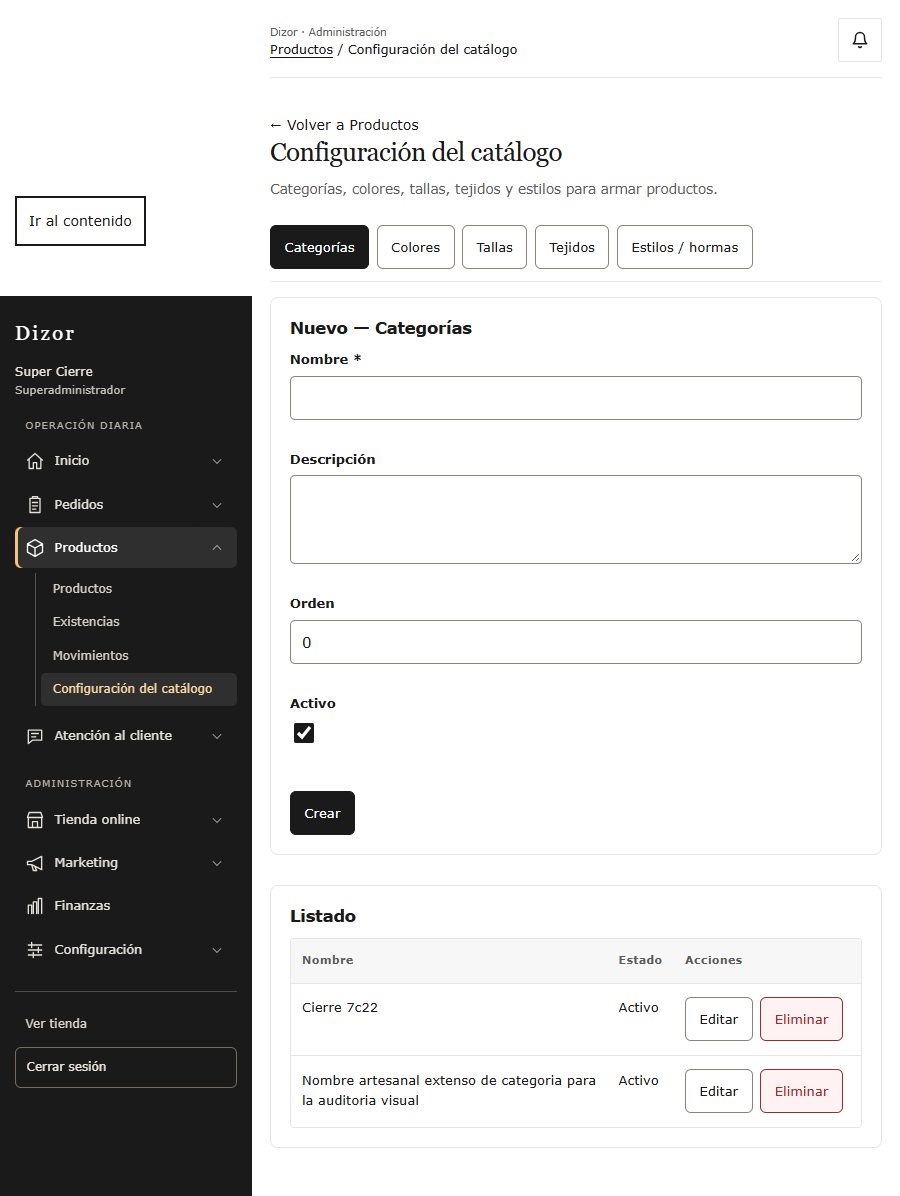 Dizor · Administración
Productos / Configuración del catálogo
← Volver a Productos
Configuración del catálogo
Categorías, colores, tallas, tejidos y estilos para armar productos.
Ir al contenido
Categorías
Colores
Tallas
Tejidos
Estilos / hormas
Dizor
Super Cierre
Superadministrador
OPERACIÓN DIARIA
Inicio
Pedidos
Productos
Productos
Existencias
Movimientos
Configuración del catálogo
Atención al cliente
ADMINISTRACIÓN
Tienda online
Marketing
Finanzas
Configuración
Ver tienda
Cerrar sesión
Nuevo — Categorías
Nombre *
Descripción
Orden
0
Activo
Crear
Listado
Nombre Estado Acciones
Cierre 7c22 Activo Editar Eliminar
Nombre artesanal extenso de categoria para Activo Editar Eliminar
la auditoria visual